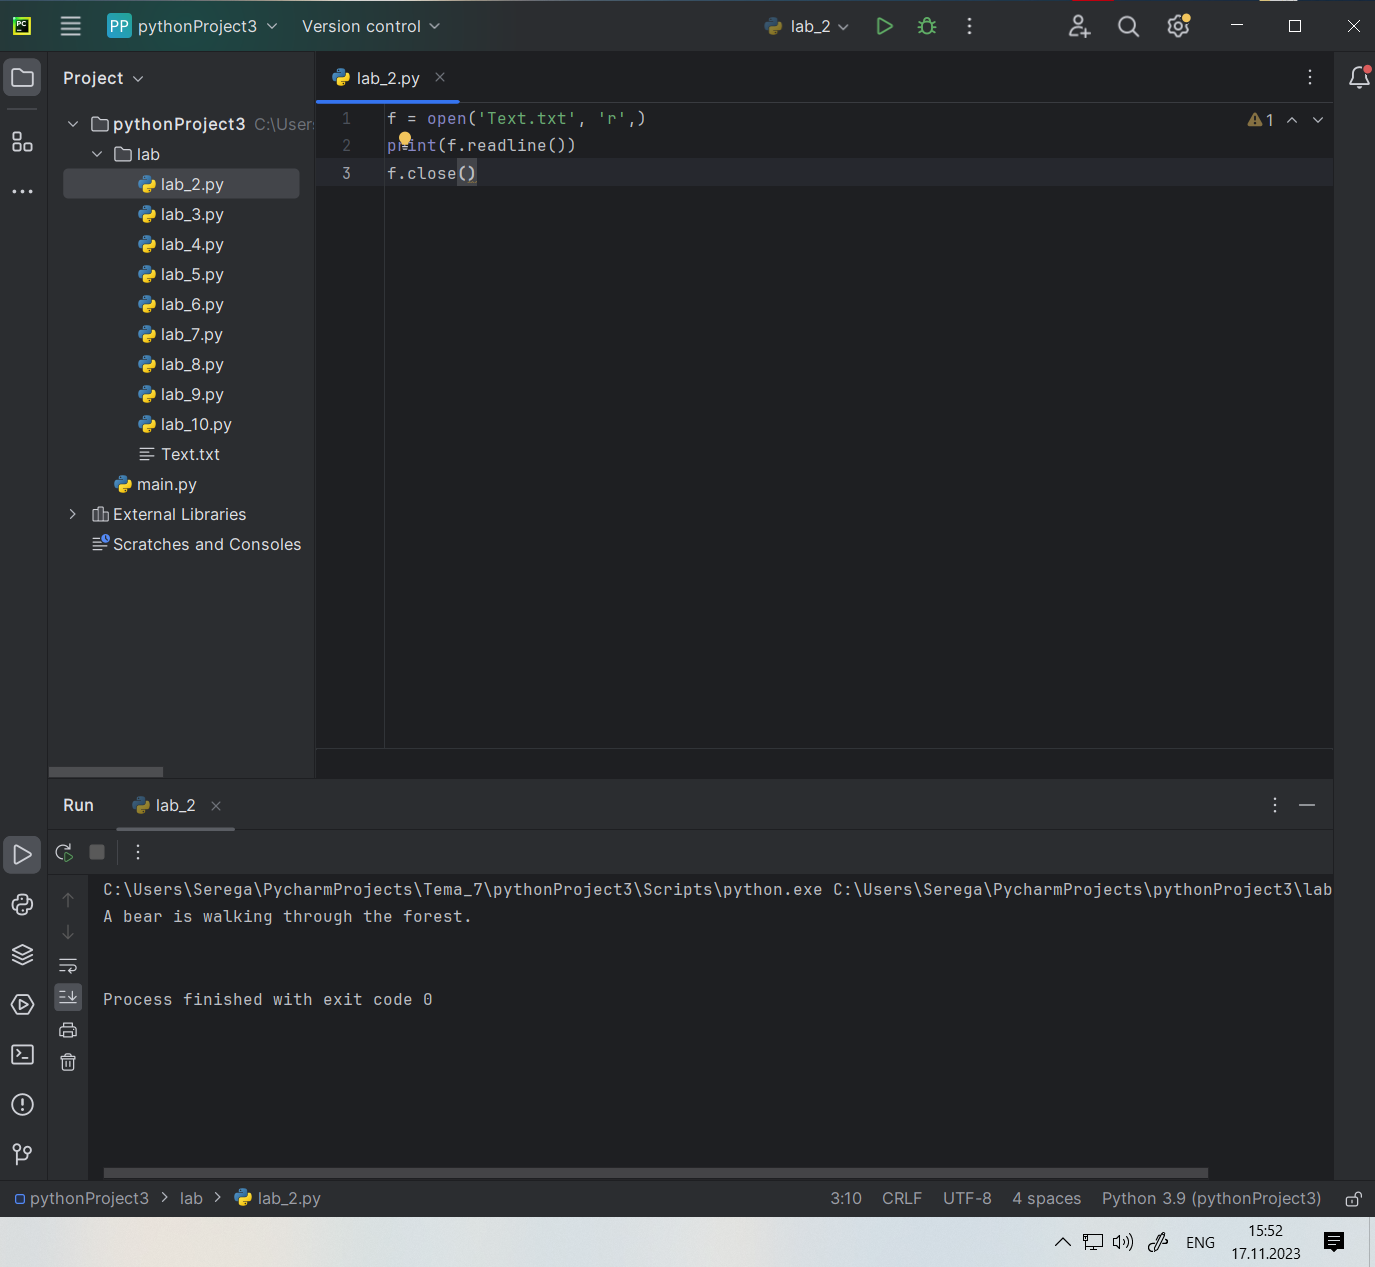 PC
PP pythonProject3 Version control lab_2
Project
lab_2.py
pythonProject3 C:\User
lab
lab_2.py
lab_3.py
lab_4.py
lab_5.py
lab_6.py
lab_7.py
lab_8.py
lab_9.py
lab_10.py
Text.txt
main.py
External Libraries
Scratches and Consoles
1 f = open('Text.txt', 'r',)
1
2 print(f.readline())
3 f.close()
Run lab_2
C:\Users\Serega\PycharmProjects\Tema_7\pythonProject3\Scripts\python.exe C:\Users\Serega\PycharmProjects\pythonProject3\lab
A bear is walking through the forest.
Process finished with exit code 0
pythonProject3 > lab > lab_2.py 3:10 CRLF UTF-8 4 spaces Python 3.9 (pythonProject3)
ENG
15:52
17.11.2023